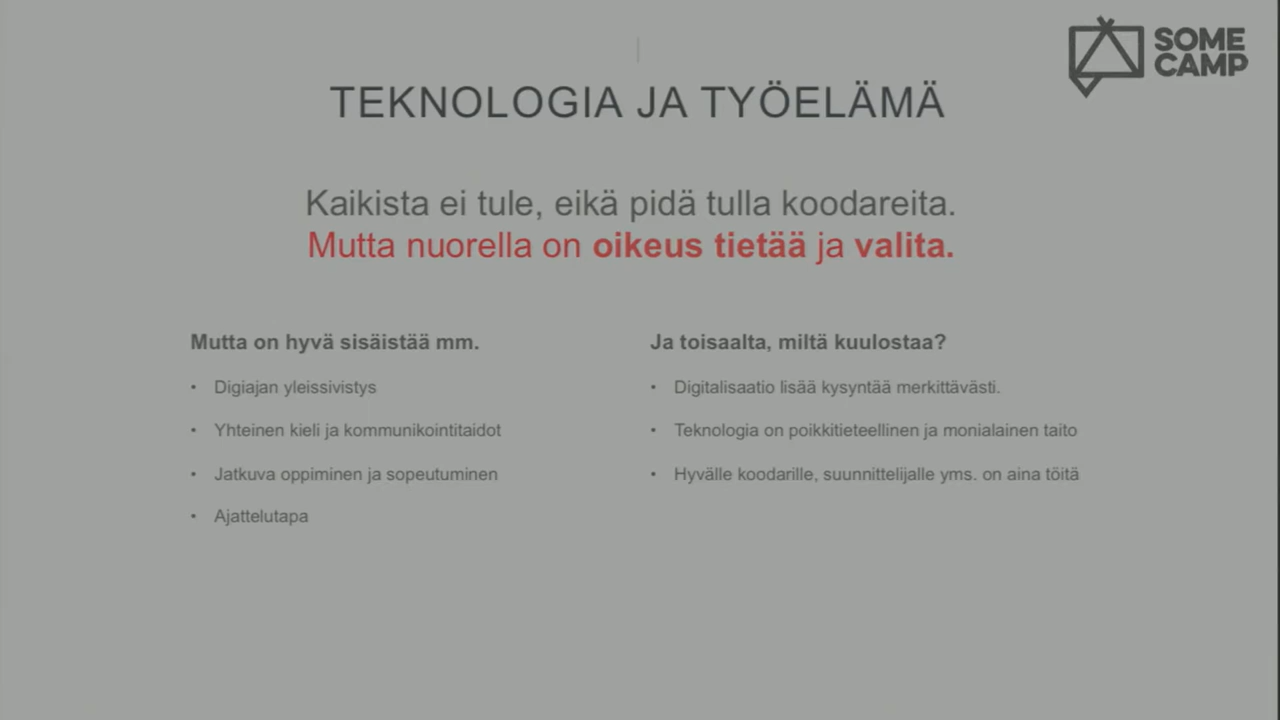 SOME
CAMP
TEKNOLOGIA JA TYÖELÄMÄ
Kaikista ei tule, eikä pidä tulla koodareita.
Mutta nuorella on oikeus tietää ja valita.
Mutta on hyvä sisäistää mm.
• Digiajan yleissivistys
• Yhteinen kieli ja kommunikointitaidot
• Jatkuva oppiminen ja sopeutuminen
• Ajattelutapa
Ja toisaalta, miltä kuulostaa?
• Digitalisaatio lisää kysyntää merkittävästi.
• Teknologia on poikkitieteellinen ja monialainen taito
• Hyvälle koodarille, suunnittelijalle yms. on aina töitä